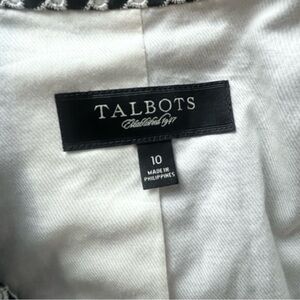 TALBOTS
Established 1947
10
MADE IN
PHILIPPINES